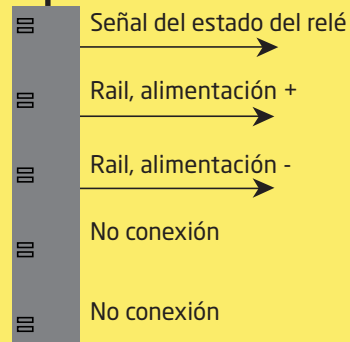 Señal del estado del relé
Rail, alimentación +
Rail, alimentación -
No conexión
No conexión